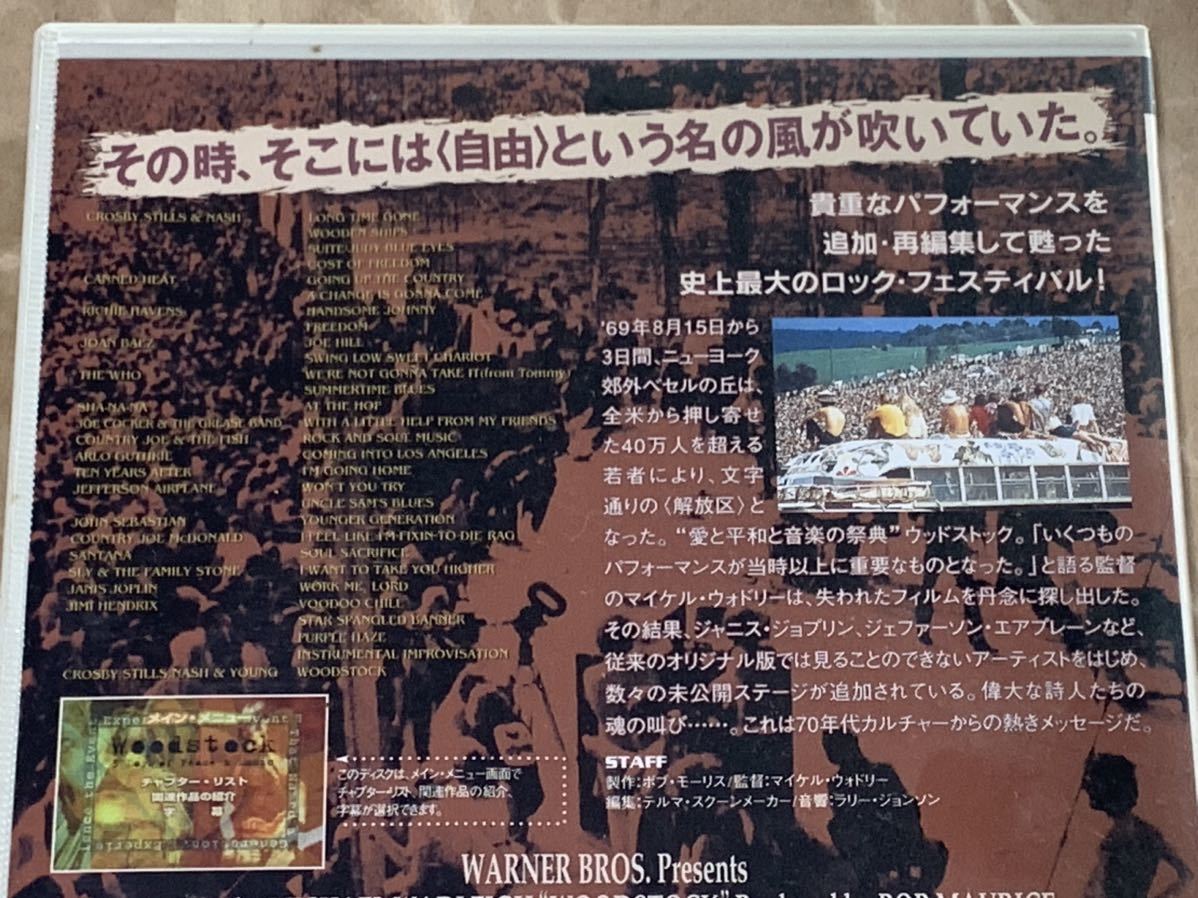 その時、そこには〈自由〉という名の風が吹いていた。
貴重なパフォーマンスを
追加・再編集して甦った
史上最大のロック・フェスティバル!
CROSBY STILLS & NASH LONG TIME GONE
WOODEN SHIPS
SUITE:JUDY BLUE EYES
COST OF FREEDOM
CANNED HEAT GOING UP THE COUNTRY
A CHANGE IS GONNA COME
RICHIE HAVENS HANDSOME JOHNNY
FREEDOM
JOAN BAEZ JOE HILL
SWING LOW SWEET CHARIOT
THE WHO WE'RE NOT GONNA TAKE IT(from Tommy)
SUMMERTIME BLUES
SHA-NA-NA AT THE HOP
JOE COCKER & THE GREASE BAND WITH A LITTLE HELP FROM MY FRIENDS
COUNTRY JOE & THE FISH ROCK AND SOUL MUSIC
ARLO GUTHRIE COMING INTO LOS ANGELES
TEN YEARS AFTER I'M GOING HOME
JEFFERSON AIRPLANE WON'T YOU TRY
UNCLE SAM'S BLUES
JOHN SEBASTIAN YOUNGER GENERATION
COUNTRY JOE McDONALD I FEEL LIKE I'M-FIXIN-TO-DIE RAG
SANTANA SOUL SACRIFICE
SLY & THE FAMILY STONE I WANT TO TAKE YOU HIGHER
JANIS JOPLIN WORK ME, LORD
JIMI HENDRIX VOODOO CHILE
STAR SPANGLED BANNER
PURPLE HAZE
INSTRUMENTAL IMPROVISATION
CROSBY STILLS NASH & YOUNG WOODSTOCK
'69年8月15日から
3日間、ニューヨーク
郊外ベセルの丘は、
全米から押し寄せ
た40万人を超える
若者により、文字
通りの〈解放区〉と
なった。“愛と平和と音楽の祭典”ウッドストック。「いくつもの
パフォーマンスが当時以上に重要なものとなった。」と語る監督
のマイケル・ウォドリーは、失われたフィルムを丹念に探し出した。
その結果、ジャニス・ジョプリン、ジェファーソン・エアプレーンなど、
従来のオリジナル版では見ることのできないアーティストをはじめ、
数々の未公開ステージが追加されている。偉大な詩人たちの
魂の叫び……。これは70年代カルチャーからの熱きメッセージだ。
STAFF
製作:ボブ・モーリス/監督:マイケル・ウォドリー
編集:テルマ・スクーンメーカー/音響:ラリー・ジョンソン
メイン・メニュー
Woodstock
チャプター・リスト
関連作品の紹介
字 幕
このディスクは、メイン・メニュー画面で
チャプター・リスト、関連作品の紹介、
字幕が選択できます。
WARNER BROS. Presents
"WOODSTOCK" Produced by BOB MAURICE